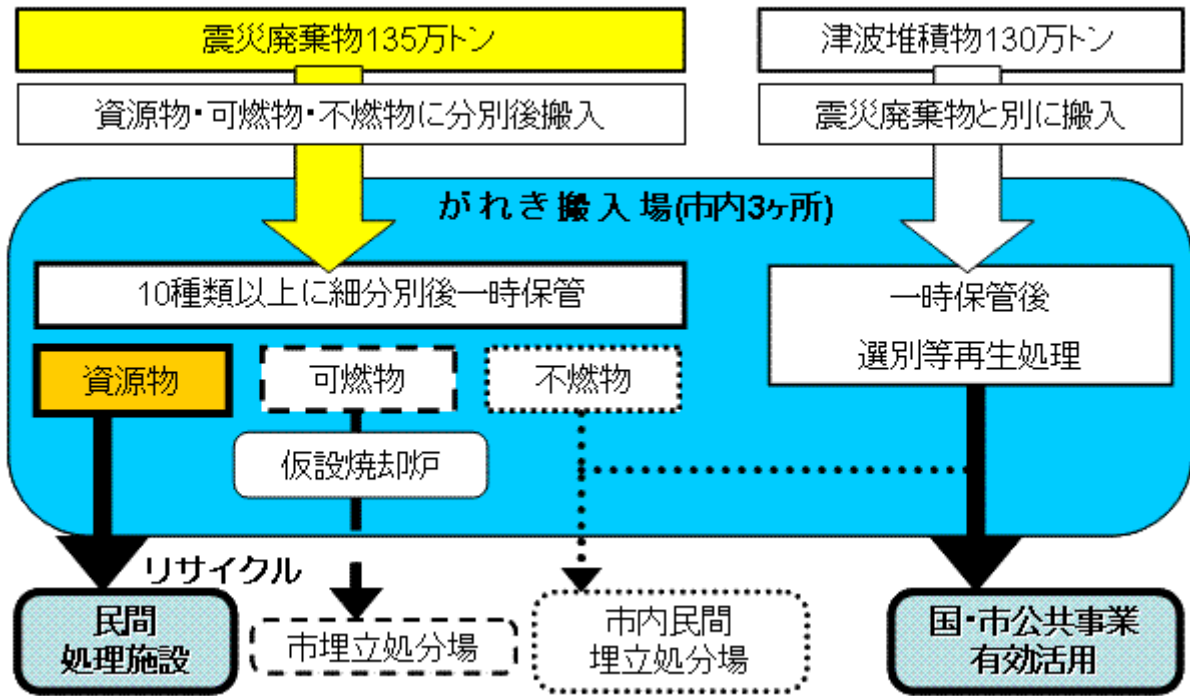 震災廃棄物135万トン
津波堆積物130万トン
資源物・可燃物・不燃物に分別後搬入
震災廃棄物と別に搬入
がれき搬入場(市内3ヶ所)
10種類以上に細分別後一時保管
一時保管後
選別等再生処理
資源物
可燃物
不燃物
仮設焼却炉
リサイクル
民間
処理施設
市埋立処分場
市内民間
埋立処分場
国・市公共事業
有効活用